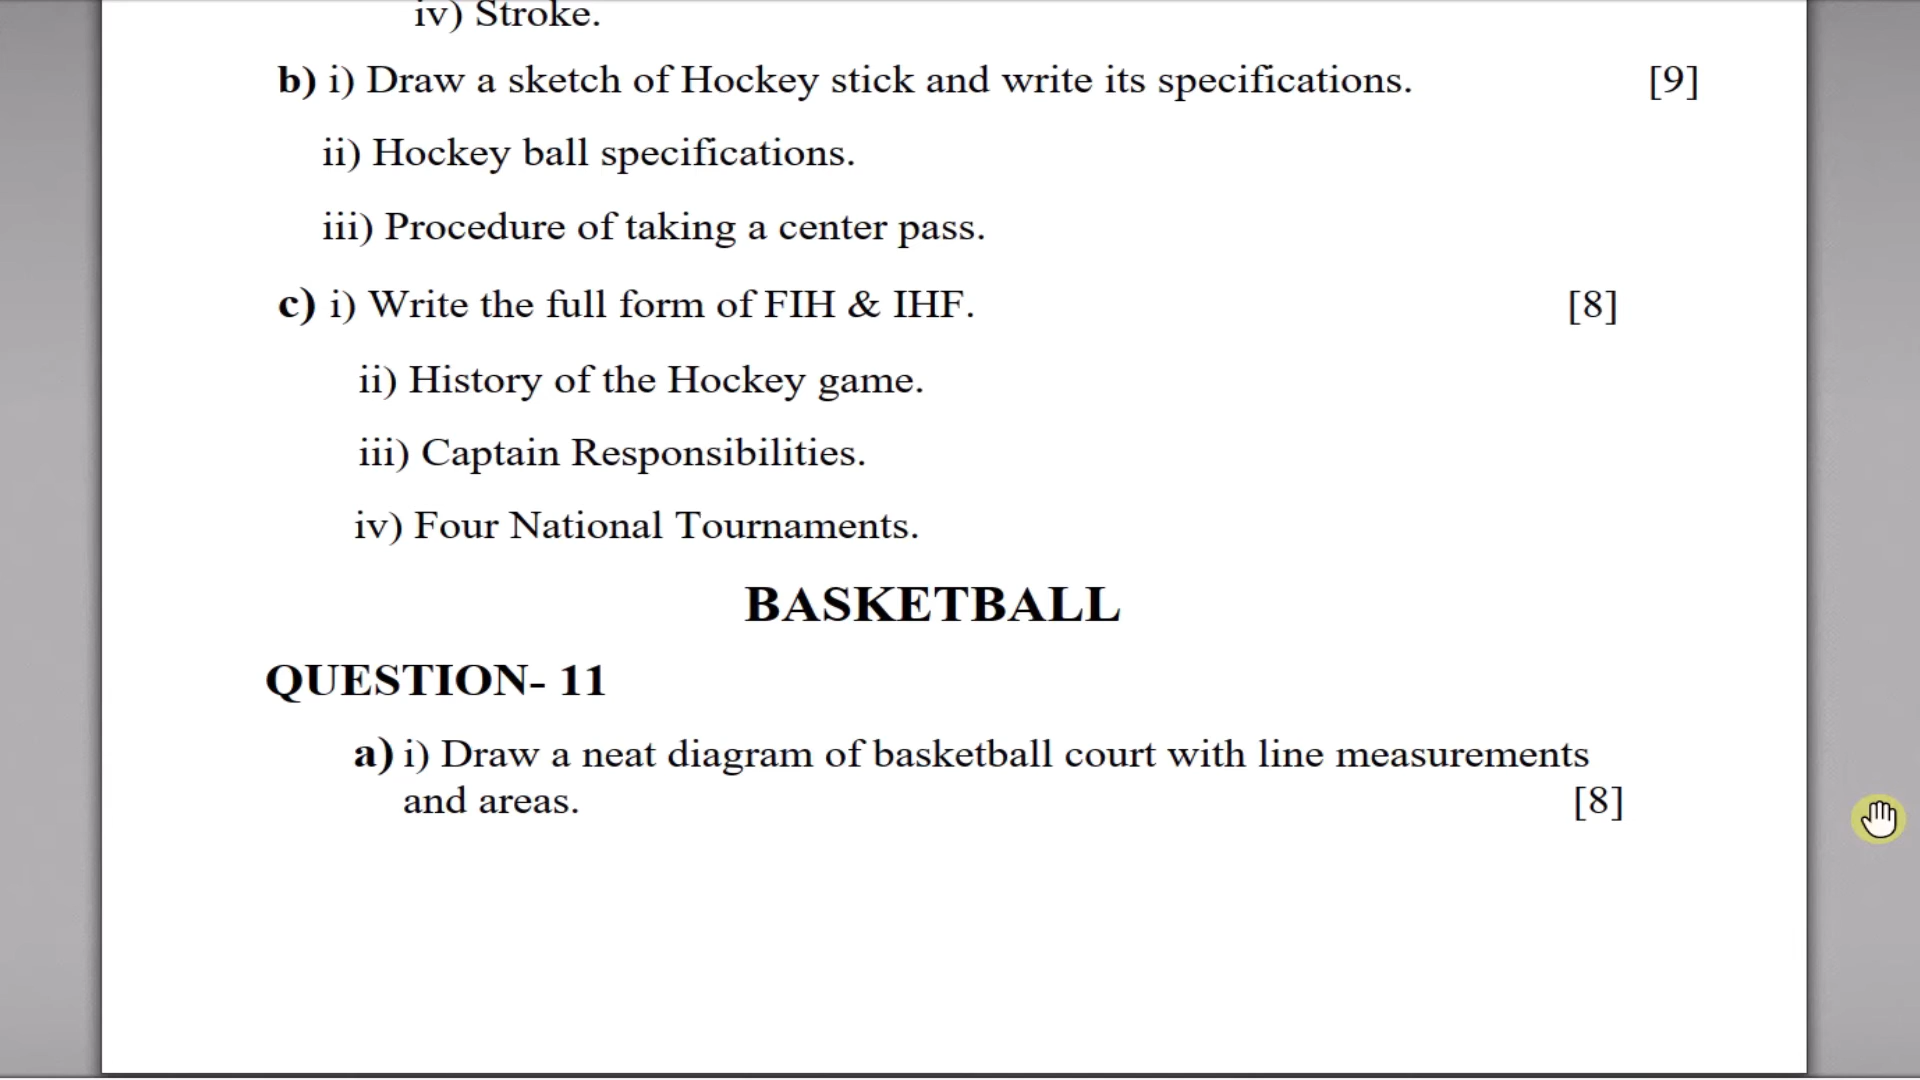 iv) Stroke.
b) i) Draw a sketch of Hockey stick and write its specifications. [9]
ii) Hockey ball specifications.
iii) Procedure of taking a center pass.
c) i) Write the full form of FIH & IHF. [8]
ii) History of the Hockey game.
iii) Captain Responsibilities.
iv) Four National Tournaments.
BASKETBALL
QUESTION- 11
a) i) Draw a neat diagram of basketball court with line measurements
and areas. [8]